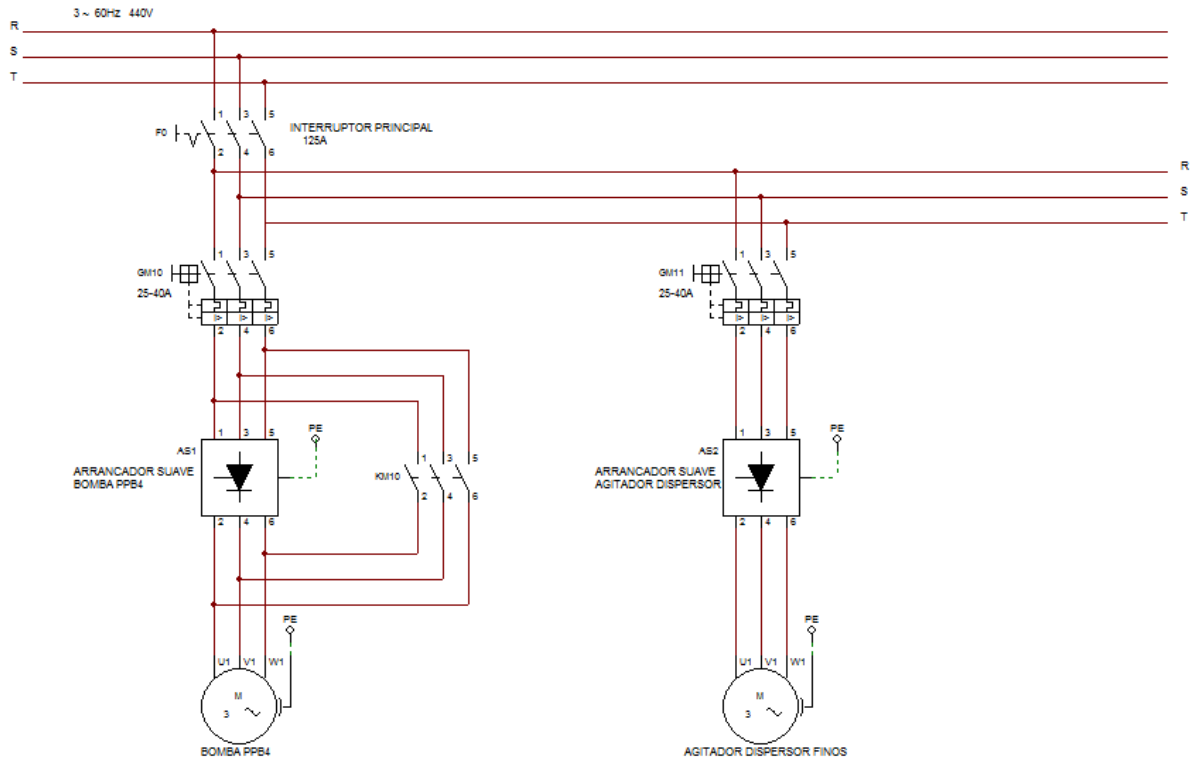 3 ~ 60Hz 440V
R
S
T
1 3 5
F0
INTERRUPTOR PRINCIPAL
125A
2 4 6
R
S
T
1 3 5
GM10
25-40A
I> I> I>
2 4 6
1 3 5
GM11
25-40A
I> I> I>
2 4 6
1 3 5
PE
AS1
ARRANCADOR SUAVE
BOMBA PPB4
2 4 6
1 3 5
KM10
2 4 6
1 3 5
PE
AS2
ARRANCADOR SUAVE
AGITADOR DISPERSOR
2 4 6
PE
U1 V1 W1
M
3
BOMBA PPB4
PE
U1 V1 W1
M
3
AGITADOR DISPERSOR FINOS